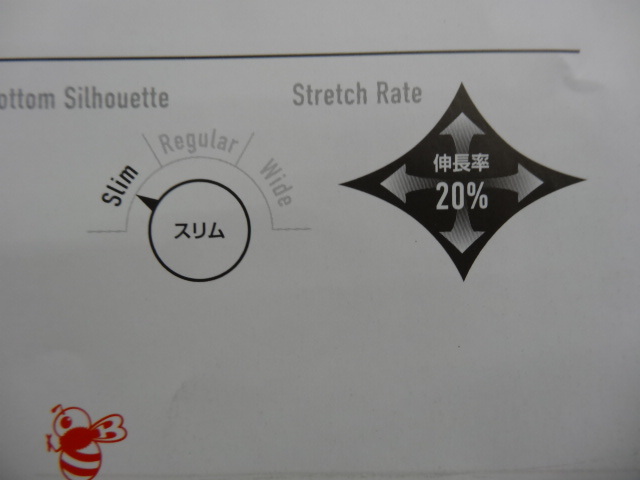 ottom Silhouette
Stretch Rate
Slim
Regular
Wide
スリム
伸長率
20%